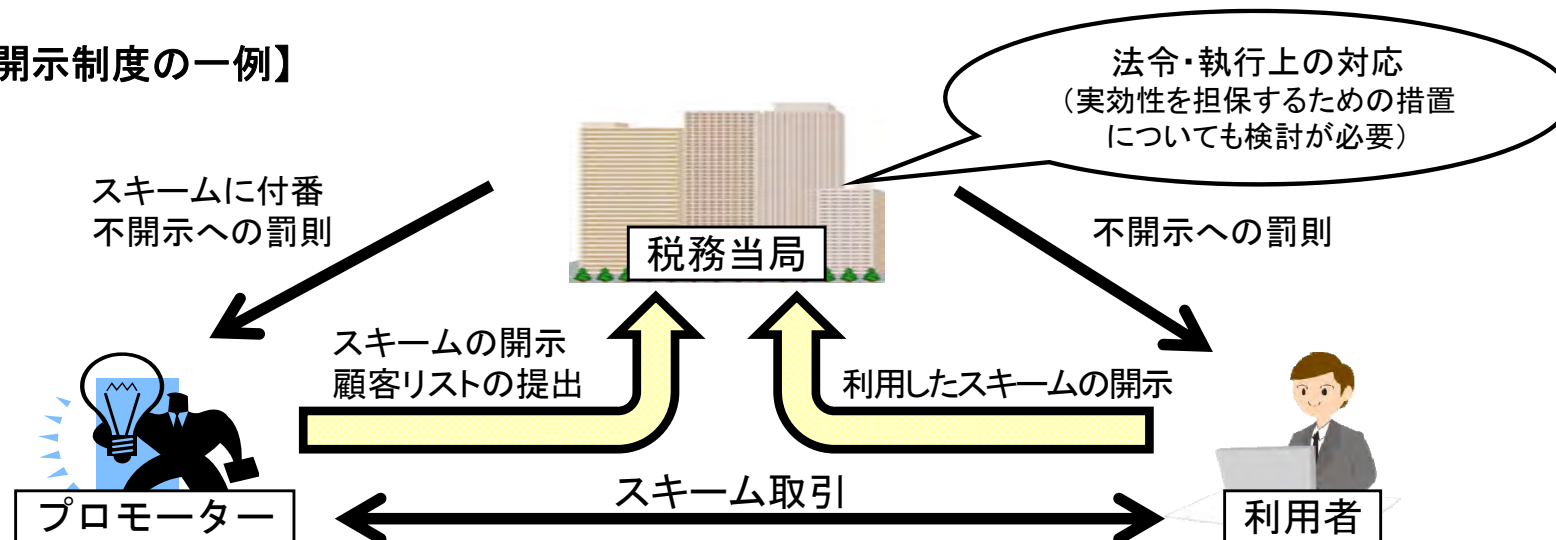 開示制度の一例】
法令・執行上の対応
（実効性を担保するための措置
についても検討が必要）
スキームに付番
不開示への罰則
税務当局
不開示への罰則
スキームの開示
顧客リストの提出
利用したスキームの開示
スキーム取引
プロモーター
利用者